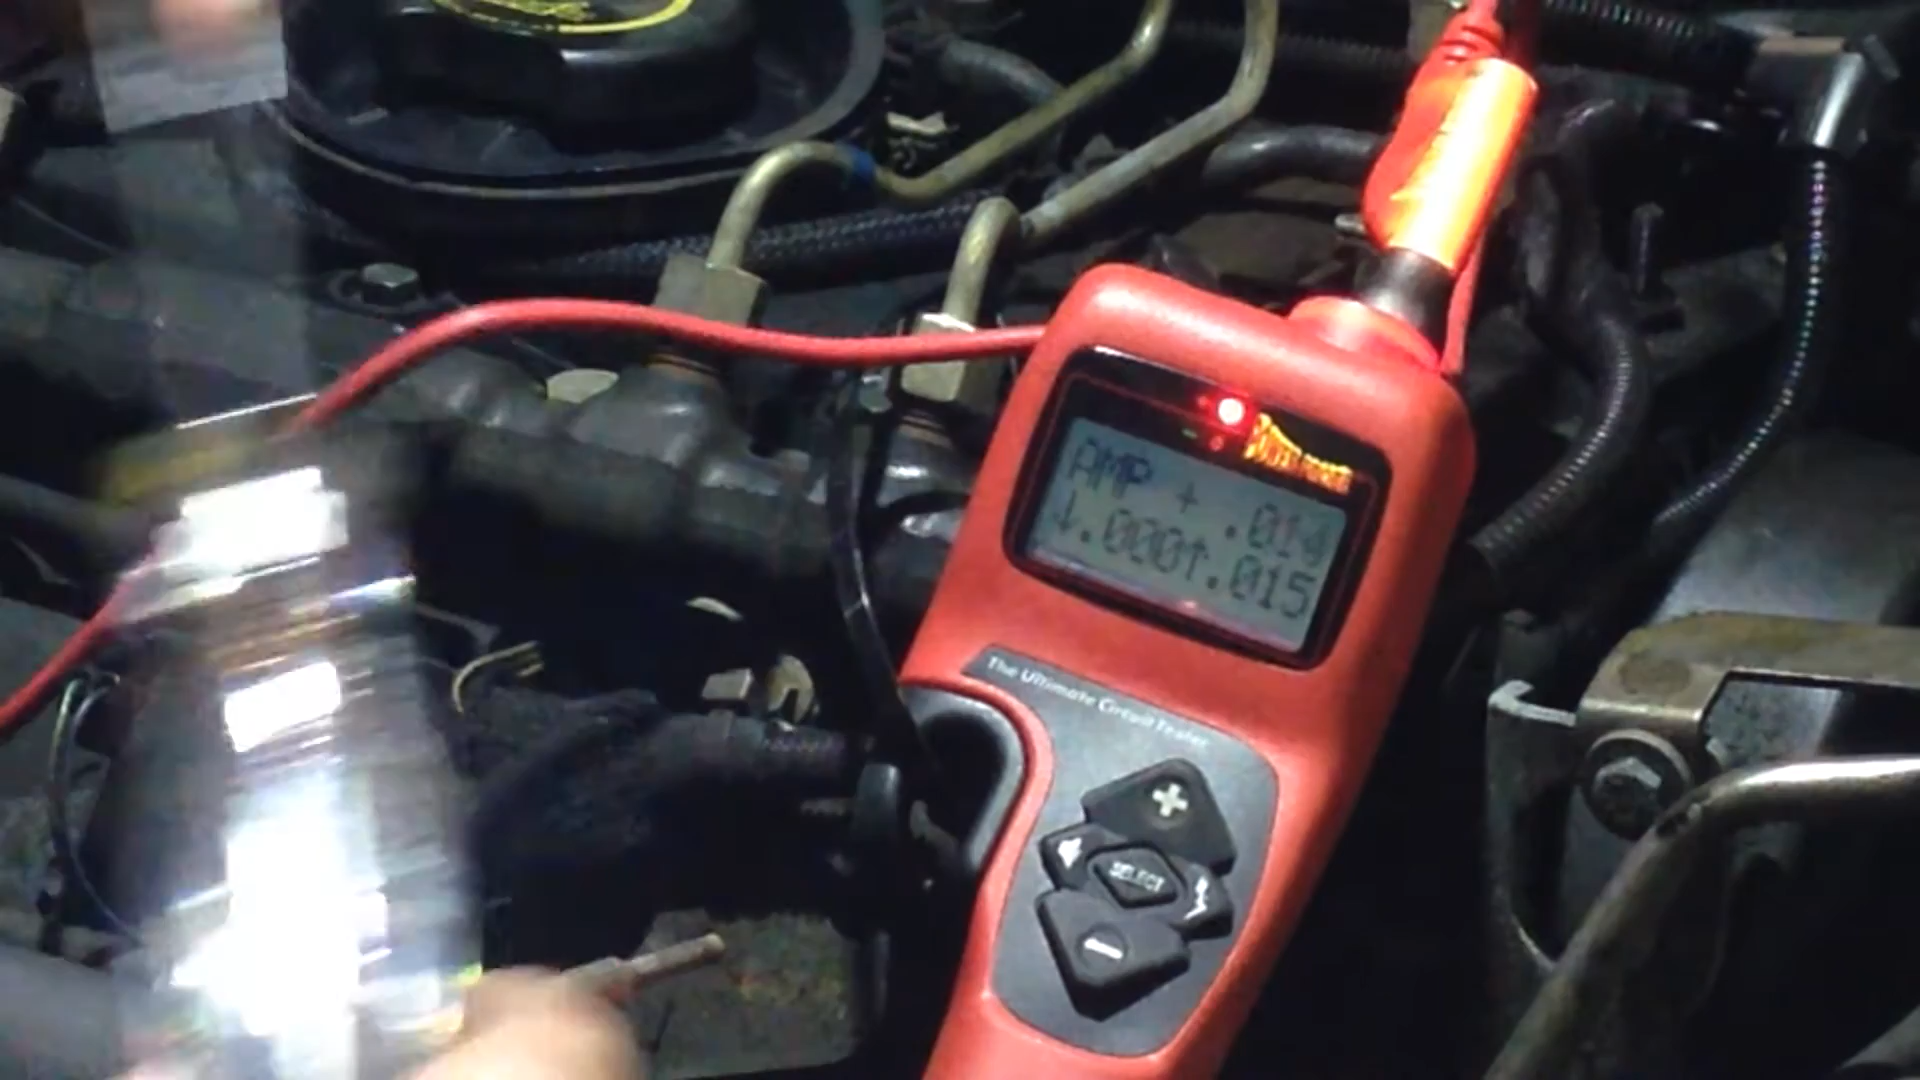 AMP + .014
↓.000↑.015
The Ultimate Circuit Tester
+
SELECT
−